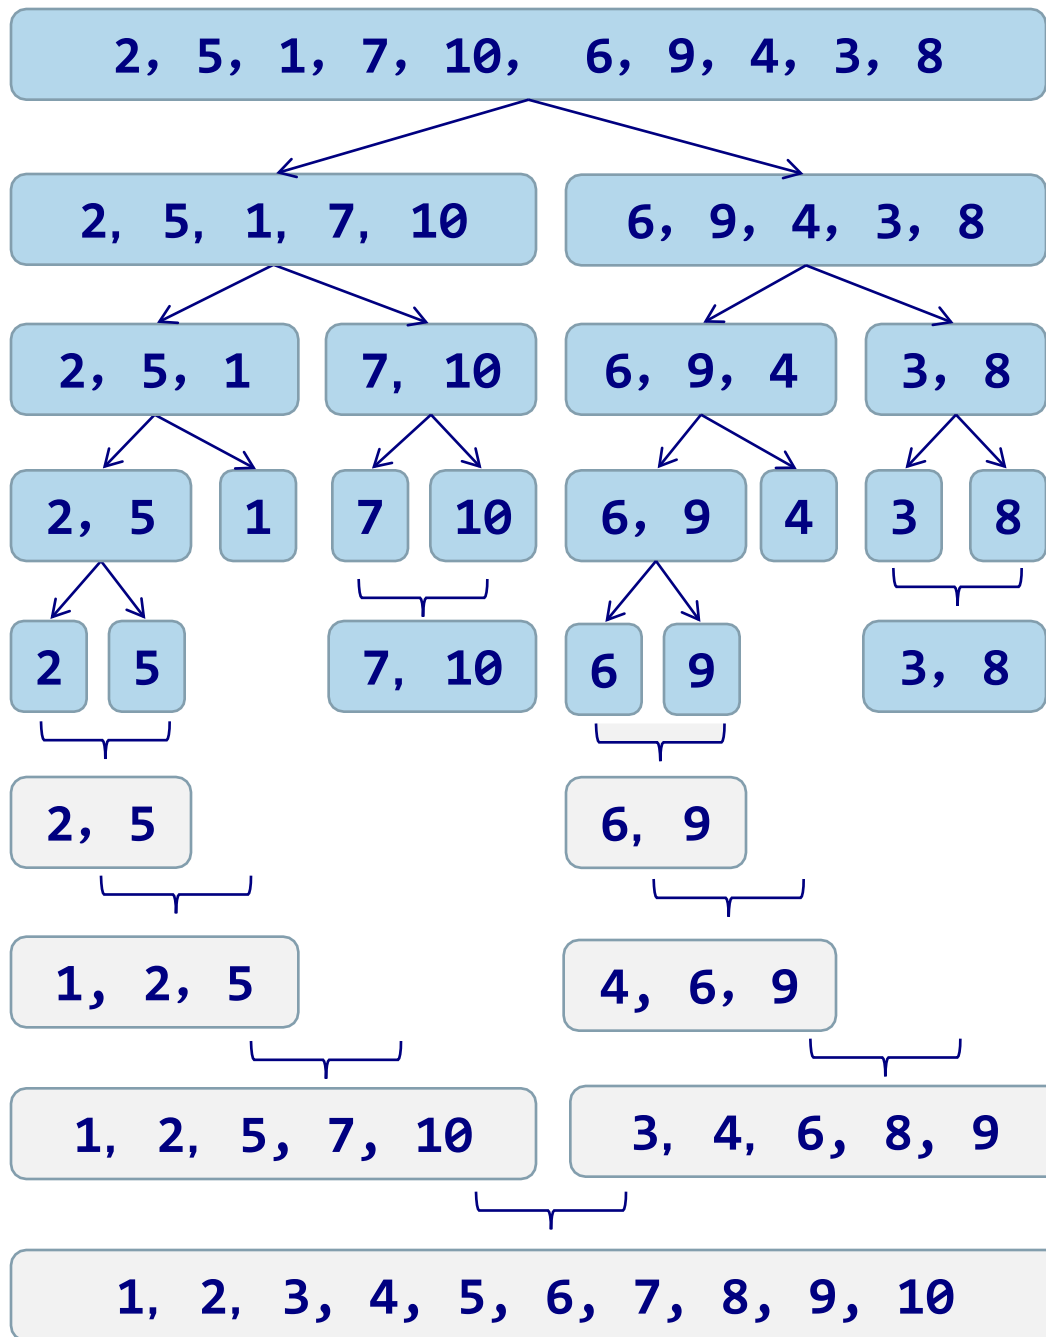 2, 5, 1, 7, 10, 6, 9, 4, 3, 8
2, 5, 1, 7, 10
6, 9, 4, 3, 8
2, 5, 1
7, 10
6, 9, 4
3, 8
2, 5
1
7
10
6, 9
4
3
8
2
5
7, 10
6
9
3, 8
2, 5
6, 9
1, 2, 5
4, 6, 9
1, 2, 5, 7, 10
3, 4, 6, 8, 9
1, 2, 3, 4, 5, 6, 7, 8, 9, 10